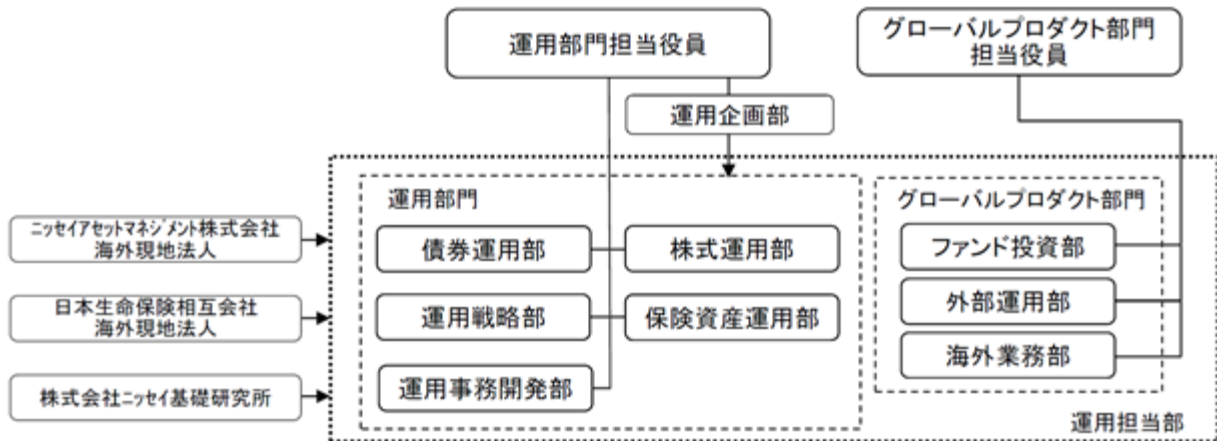 運用部門担当役員
グローバルプロダクト部門
担当役員
運用企画部
運用部門
グローバルプロダクト部門
ニッセイアセットマネジメント株式会社
海外現地法人
債券運用部
株式運用部
ファンド投資部
日本生命保険相互会社
海外現地法人
運用戦略部
保険資産運用部
外部運用部
海外業務部
株式会社ニッセイ基礎研究所
運用事務開発部
運用担当部